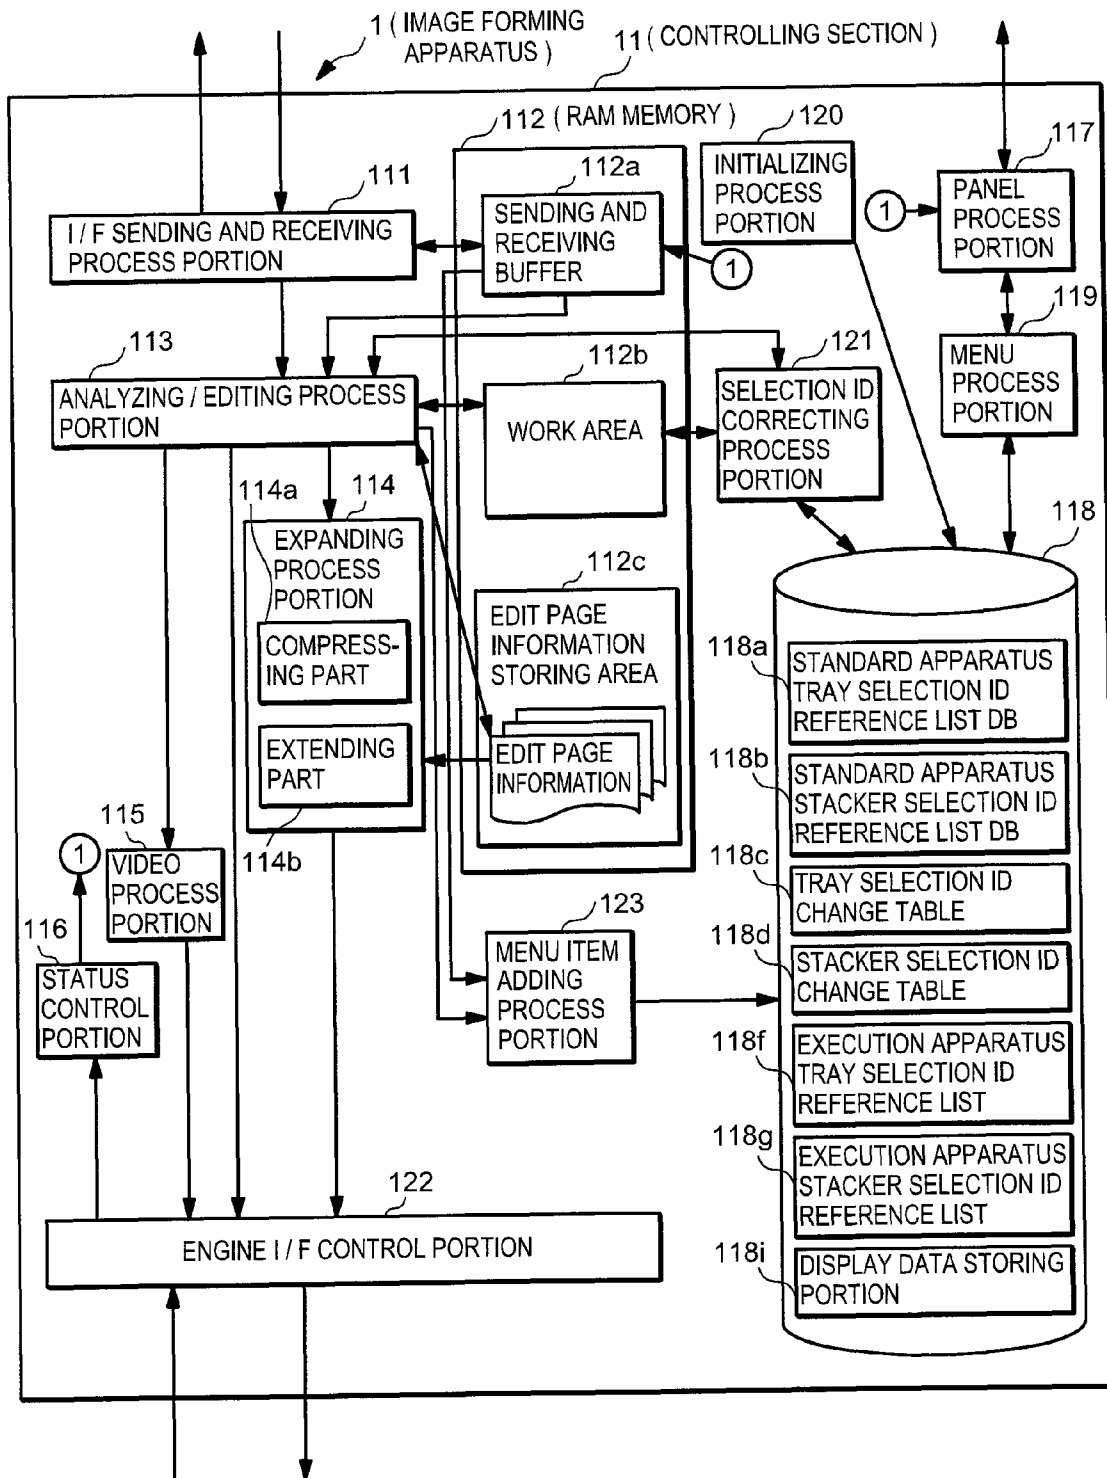 1 ( IMAGE FORMING
APPARATUS )
11 ( CONTROLLING SECTION )
112 ( RAM MEMORY )
120
INITIALIZING
PROCESS
PORTION
117
PANEL
PROCESS
PORTION
1
111
I / F SENDING AND RECEIVING
PROCESS PORTION
112a
SENDING AND
RECEIVING
BUFFER
1
113
ANALYZING / EDITING PROCESS
PORTION
112b
WORK AREA
121
SELECTION ID
CORRECTING
PROCESS
PORTION
119
MENU
PROCESS
PORTION
114a
114
EXPANDING
PROCESS
PORTION
COMPRESS-
ING PART
EXTENDING
PART
114b
112c
EDIT PAGE
INFORMATION
STORING AREA
EDIT PAGE
INFORMATION
118
118a
STANDARD APPARATUS
TRAY SELECTION ID
REFERENCE LIST DB
118b
STANDARD APPARATUS
STACKER SELECTION ID
REFERENCE LIST DB
118c
TRAY SELECTION ID
CHANGE TABLE
118d
STACKER SELECTION ID
CHANGE TABLE
118f
EXECUTION APPARATUS
TRAY SELECTION ID
REFERENCE LIST
118g
EXECUTION APPARATUS
STACKER SELECTION ID
REFERENCE LIST
118i
DISPLAY DATA STORING
PORTION
115
VIDEO
PROCESS
PORTION
1
116
STATUS
CONTROL
PORTION
123
MENU ITEM
ADDING
PROCESS
PORTION
122
ENGINE I / F CONTROL PORTION